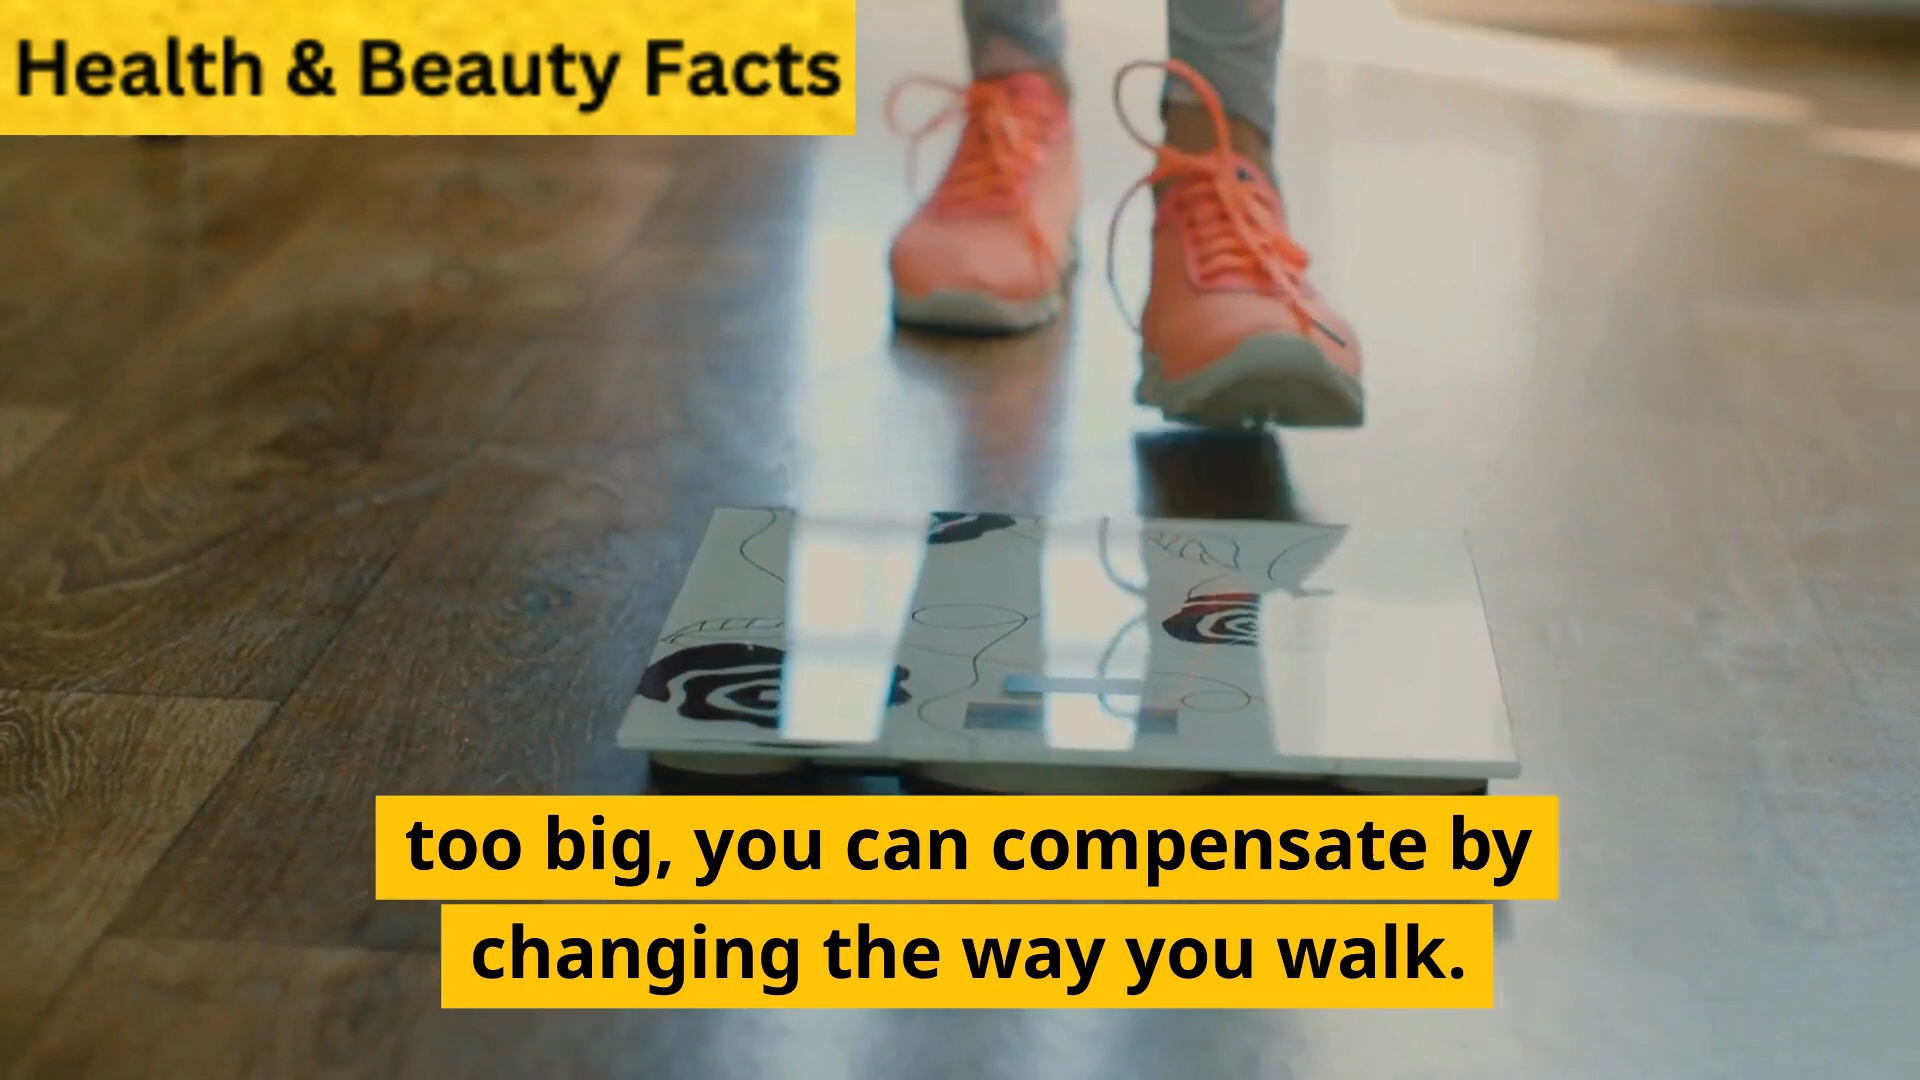 Health & Beauty Facts
too big, you can compensate by
changing the way you walk.